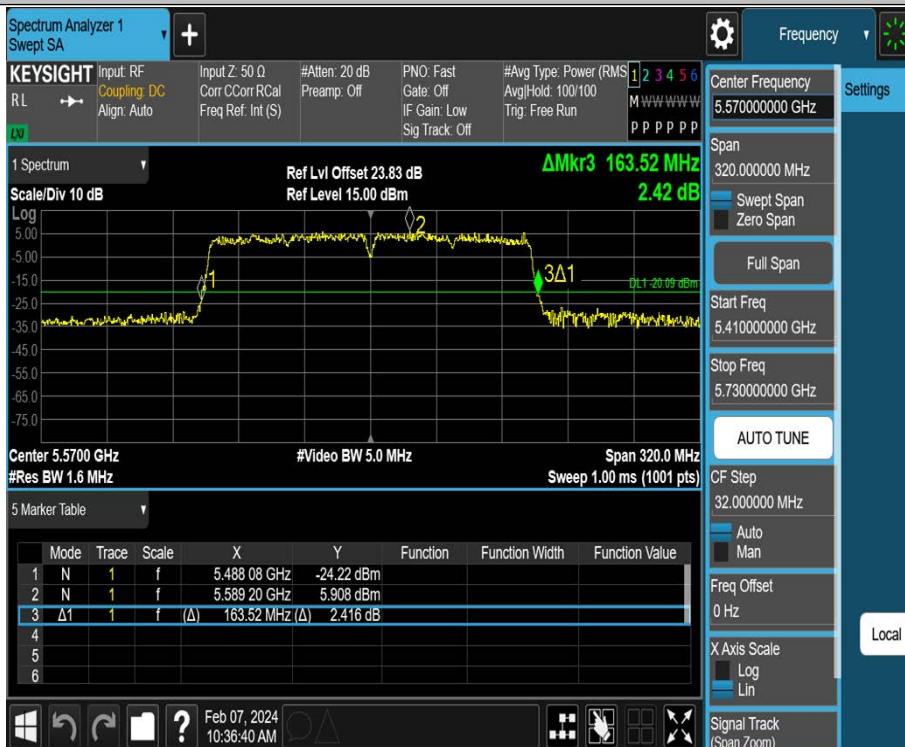 Spectrum Analyzer 1
Swept SA
+
Frequency
KEYSIGHT
RL
LXI
Input: RF
Coupling: DC
Align: Auto
Input Z: 50 Ω
Corr CCorr RCal
Freq Ref: Int (S)
#Atten: 20 dB
Preamp: Off
PNO: Fast
Gate: Off
IF Gain: Low
Sig Track: Off
#Avg Type: Power (RMS
Avg|Hold: 100/100
Trig: Free Run
1 2 3 4 5 6
M W W W W W
P P P P P P
1 Spectrum
Scale/Div 10 dB
Ref Lvl Offset 23.83 dB
Ref Level 15.00 dBm
ΔMkr3 163.52 MHz
2.42 dB
Log
5.00
-5.00
-15.0
-25.0
-35.0
-45.0
-55.0
-65.0
-75.0
1
2
3Δ1
DL1 -20.09 dBm
Center 5.5700 GHz
#Video BW 5.0 MHz
Span 320.0 MHz
#Res BW 1.6 MHz
Sweep 1.00 ms (1001 pts)
5 Marker Table
Mode Trace Scale X Y Function Function Width Function Value
1 N 1 f 5.488 08 GHz -24.22 dBm
2 N 1 f 5.589 20 GHz 5.908 dBm
3 Δ1 1 f (Δ) 163.52 MHz (Δ) 2.416 dB
4
5
6
?
Feb 07, 2024
10:36:40 AM
Center Frequency
5.570000000 GHz
Settings
Span
320.000000 MHz
Swept Span
Zero Span
Full Span
Start Freq
5.410000000 GHz
Stop Freq
5.730000000 GHz
AUTO TUNE
CF Step
32.000000 MHz
Auto
Man
Freq Offset
0 Hz
Local
X Axis Scale
Log
Lin
Signal Track
(Span Zoom)